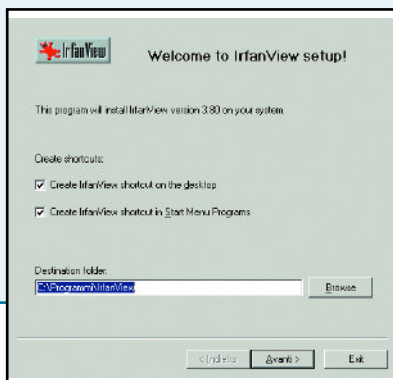 IrfanView
Welcome to IrfanView setup!
This program will install IrfanView version 3.80 on your system.
Create shortcuts:
Create IrfanView shortcut on the desktop
Create IrfanView shortcut in Start Menu Programs
Destination folder:
C:\Programmi\IrfanView
Browse
< Indietro
Avanti >
Exit